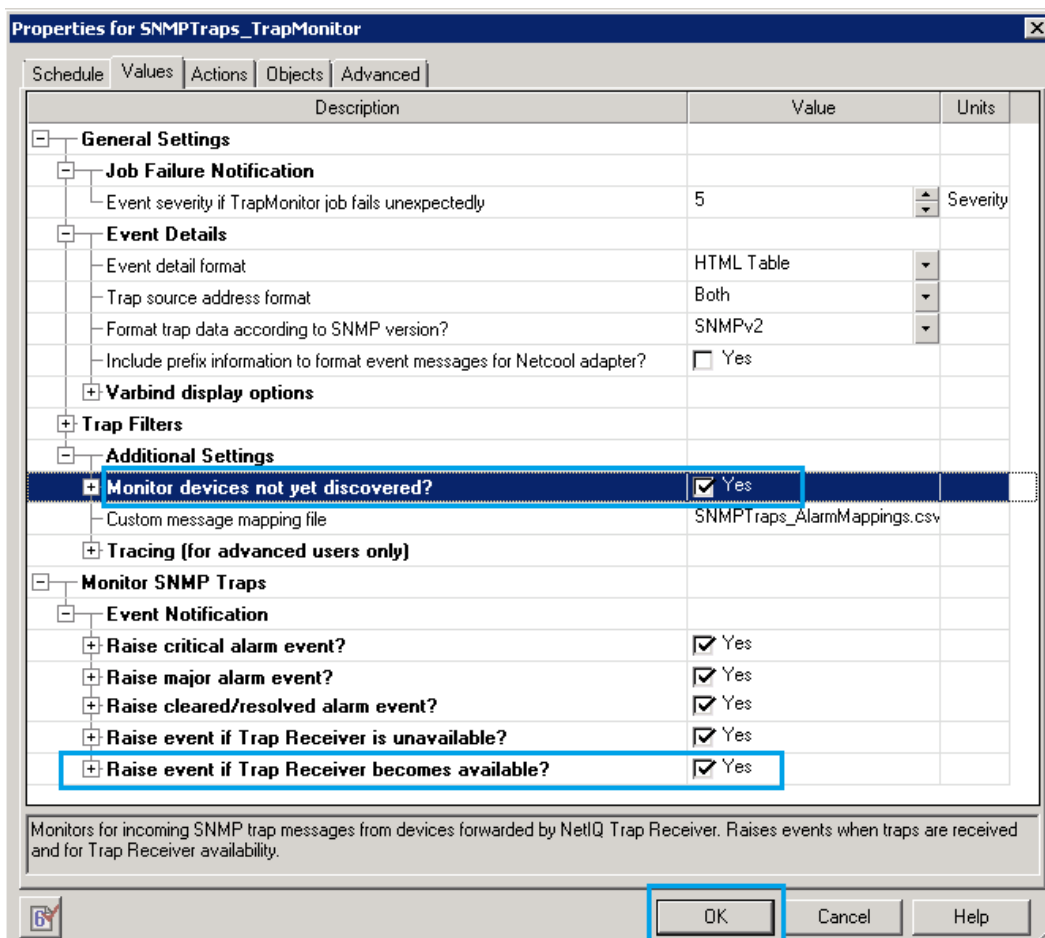 Properties for SNMPTraps_TrapMonitor
Schedule Values Actions Objects Advanced
Description Value Units
General Settings
Job Failure Notification
Event severity if TrapMonitor job fails unexpectedly 5 Severity
Event Details
Event detail format HTML Table
Trap source address format Both
Format trap data according to SNMP version? SNMPv2
Include prefix information to format event messages for Netcool adapter? Yes
Varbind display options
Trap Filters
Additional Settings
Monitor devices not yet discovered? Yes
Custom message mapping file SNMPTraps_AlarmMappings.csv
Tracing (for advanced users only)
Monitor SNMP Traps
Event Notification
Raise critical alarm event? Yes
Raise major alarm event? Yes
Raise cleared/resolved alarm event? Yes
Raise event if Trap Receiver is unavailable? Yes
Raise event if Trap Receiver becomes available? Yes
Monitors for incoming SNMP trap messages from devices forwarded by NetIQ Trap Receiver. Raises events when traps are received
and for Trap Receiver availability.
OK Cancel Help